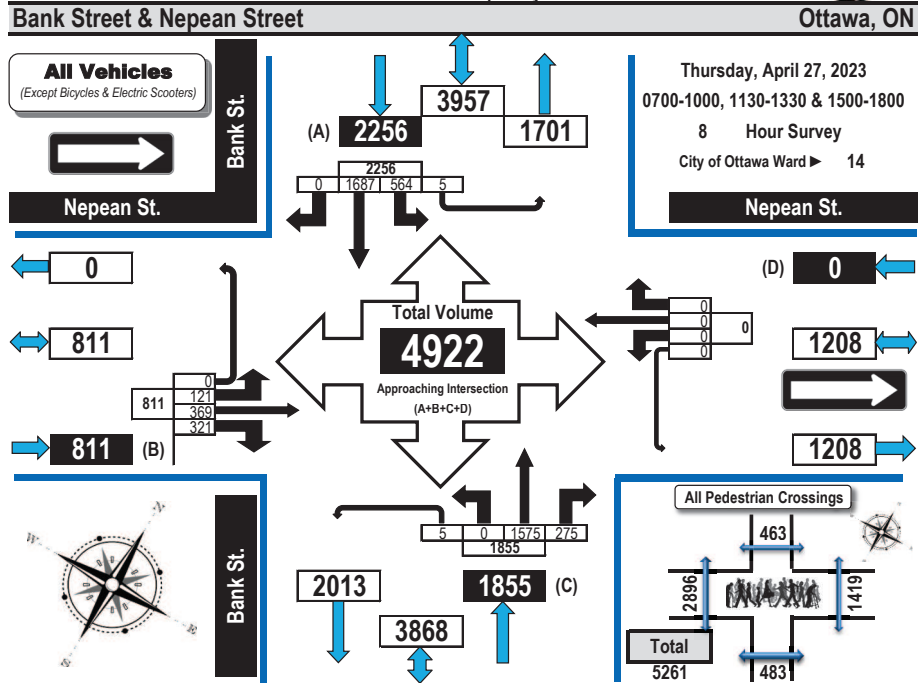 Bank Street & Nepean Street
Ottawa, ON
All Vehicles
(Except Bicycles & Electric Scooters)
Bank St.
Nepean St.
3957
(A) 2256
1701
2256
0 1687 564 5
Thursday, April 27, 2023
0700-1000, 1130-1330 & 1500-1800
8 Hour Survey
City of Ottawa Ward ► 14
Nepean St.
0
811
811
0
121
369
321
811 (B)
Total Volume
4922
Approaching Intersection
(A+B+C+D)
0
0
0
0
0
(D) 0
1208
1208
N
W
E
S
Bank St.
5 0 1575 275
1855
2013
1855 (C)
3868
All Pedestrian Crossings
463
2896
1419
Total
5261
483